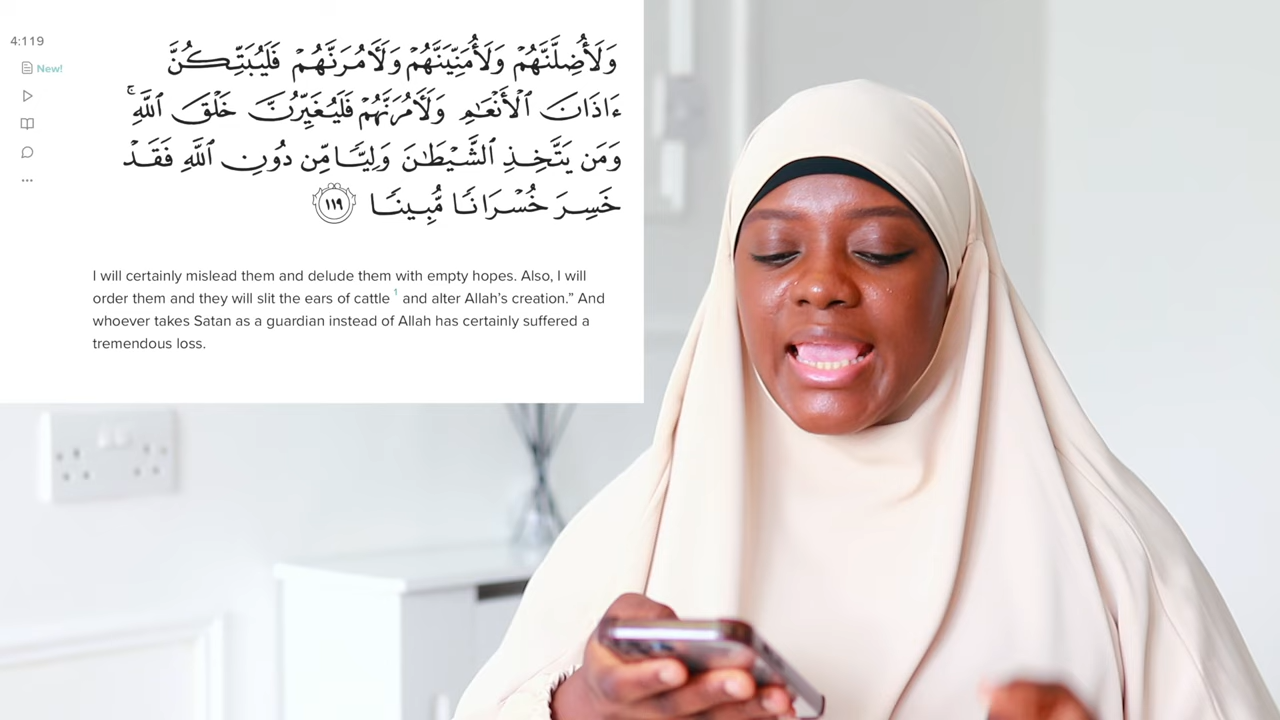 4:119
New!
وَلَأُضِلَّنَّهُمْ وَلَأُمَنِّيَنَّهُمْ وَلَـَٔامُرَنَّهُمْ فَلَيُبَتِّكُنَّ
ءَاذَانَ ٱلْأَنْعَـٰمِ وَلَـَٔامُرَنَّهُمْ فَلَيُغَيِّرُنَّ خَلْقَ ٱللَّهِ ۚ
وَمَن يَتَّخِذِ ٱلشَّيْطَـٰنَ وَلِيًّۭا مِّن دُونِ ٱللَّهِ فَقَدْ
خَسِرَ خُسْرَانًۭا مُّبِينًۭا ١١٩
I will certainly mislead them and delude them with empty hopes. Also, I will
order them and they will slit the ears of cattle 1 and alter Allah’s creation.” And
whoever takes Satan as a guardian instead of Allah has certainly suffered a
tremendous loss.